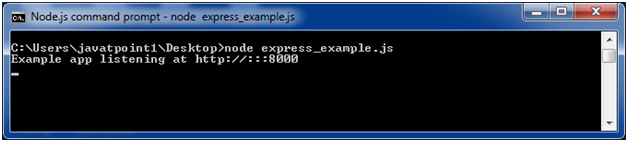 Node.js command prompt - node express_example.js
C:\Users\javatpoint1\Desktop>node express_example.js
Example app listening at http://:::8000